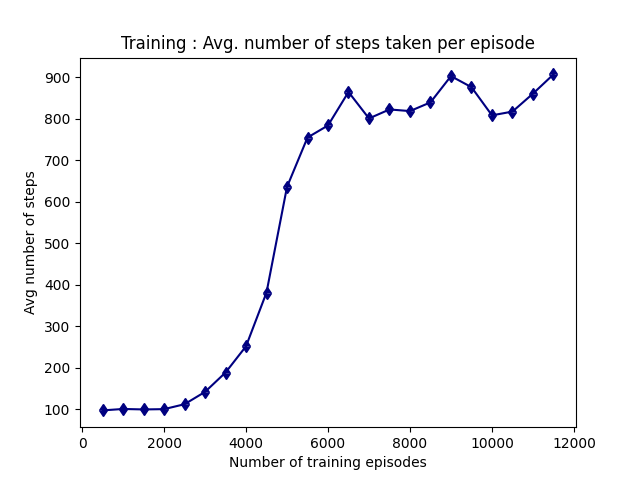 Training : Avg. number of steps taken per episode
900
800
700
600
500
400
300
200
100
Avg number of steps
0 2000 4000 6000 8000 10000 12000
Number of training episodes